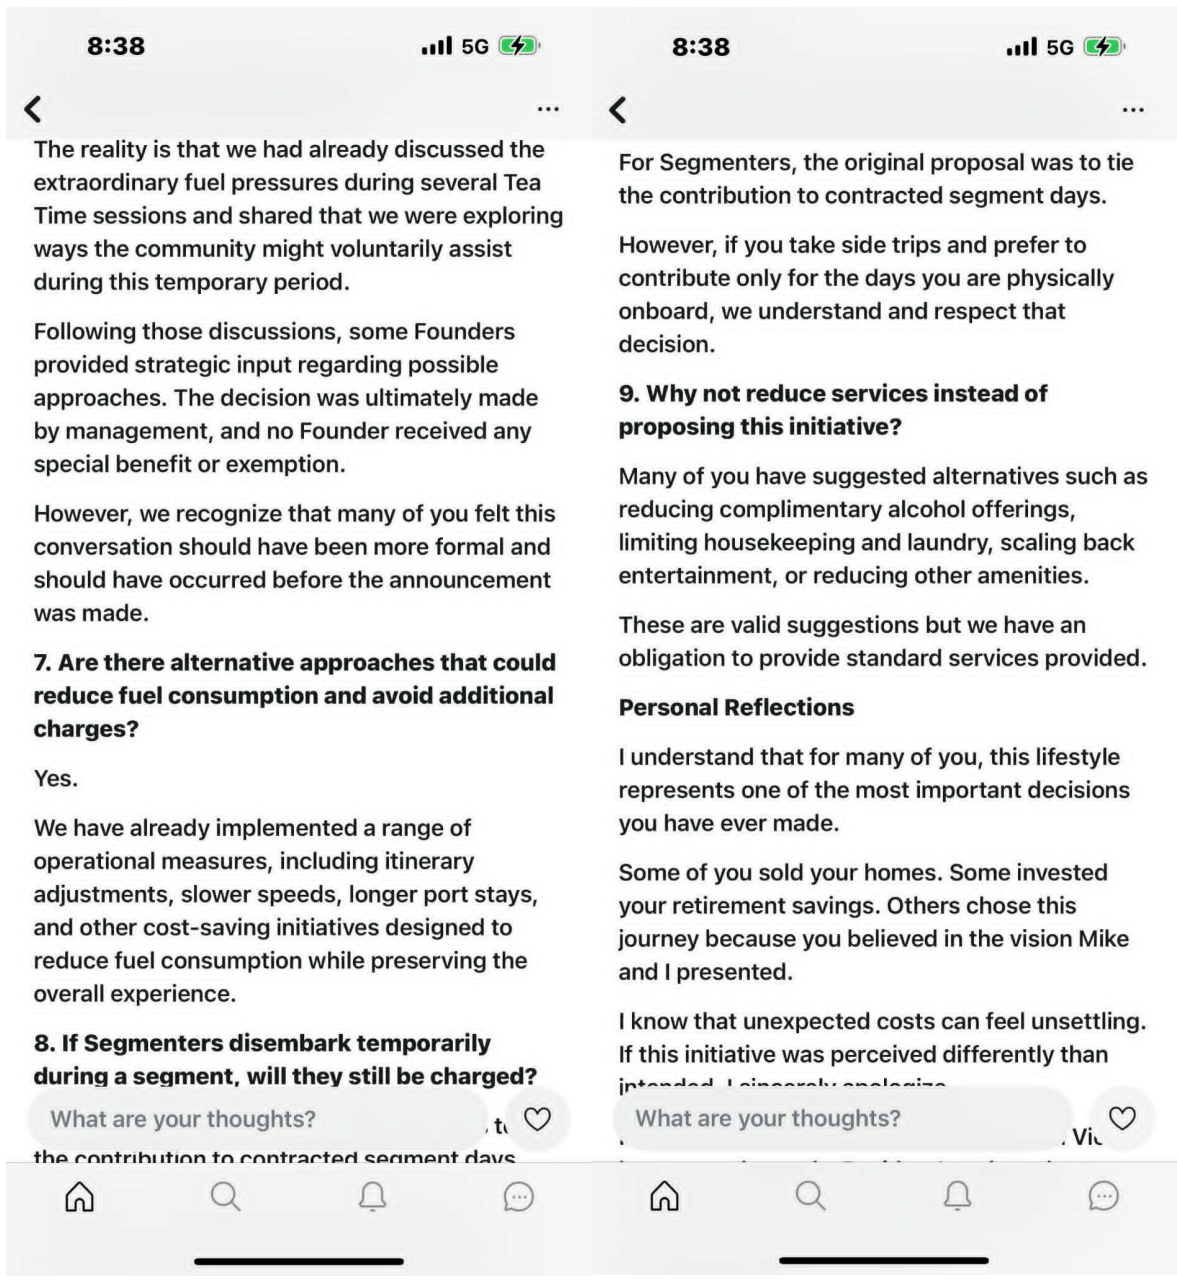 8:38
5G
The reality is that we had already discussed the
extraordinary fuel pressures during several Tea
Time sessions and shared that we were exploring
ways the community might voluntarily assist
during this temporary period.
Following those discussions, some Founders
provided strategic input regarding possible
approaches. The decision was ultimately made
by management, and no Founder received any
special benefit or exemption.
However, we recognize that many of you felt this
conversation should have been more formal and
should have occurred before the announcement
was made.
7. Are there alternative approaches that could
reduce fuel consumption and avoid additional
charges?
Yes.
We have already implemented a range of
operational measures, including itinerary
adjustments, slower speeds, longer port stays,
and other cost-saving initiatives designed to
reduce fuel consumption while preserving the
overall experience.
8. If Segmenters disembark temporarily
during a segment, will they still be charged?
What are your thoughts?
the contribution to contracted segment days
8:38
5G
For Segmenters, the original proposal was to tie
the contribution to contracted segment days.
However, if you take side trips and prefer to
contribute only for the days you are physically
onboard, we understand and respect that
decision.
9. Why not reduce services instead of
proposing this initiative?
Many of you have suggested alternatives such as
reducing complimentary alcohol offerings,
limiting housekeeping and laundry, scaling back
entertainment, or reducing other amenities.
These are valid suggestions but we have an
obligation to provide standard services provided.
Personal Reflections
I understand that for many of you, this lifestyle
represents one of the most important decisions
you have ever made.
Some of you sold your homes. Some invested
your retirement savings. Others chose this
journey because you believed in the vision Mike
and I presented.
I know that unexpected costs can feel unsettling.
If this initiative was perceived differently than
intended, I sincerely apologize
What are your thoughts?